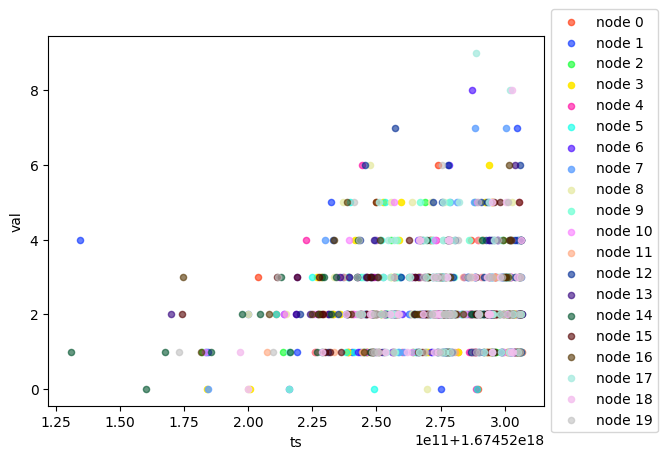 node 0
node 1
node 2
node 3
node 4
node 5
node 6
node 7
node 8
node 9
node 10
node 11
node 12
node 13
node 14
node 15
node 16
node 17
node 18
node 19
8
6
4
2
0
val
1.25 1.50 1.75 2.00 2.25 2.50 2.75 3.00
ts
1e11+1.67452e18